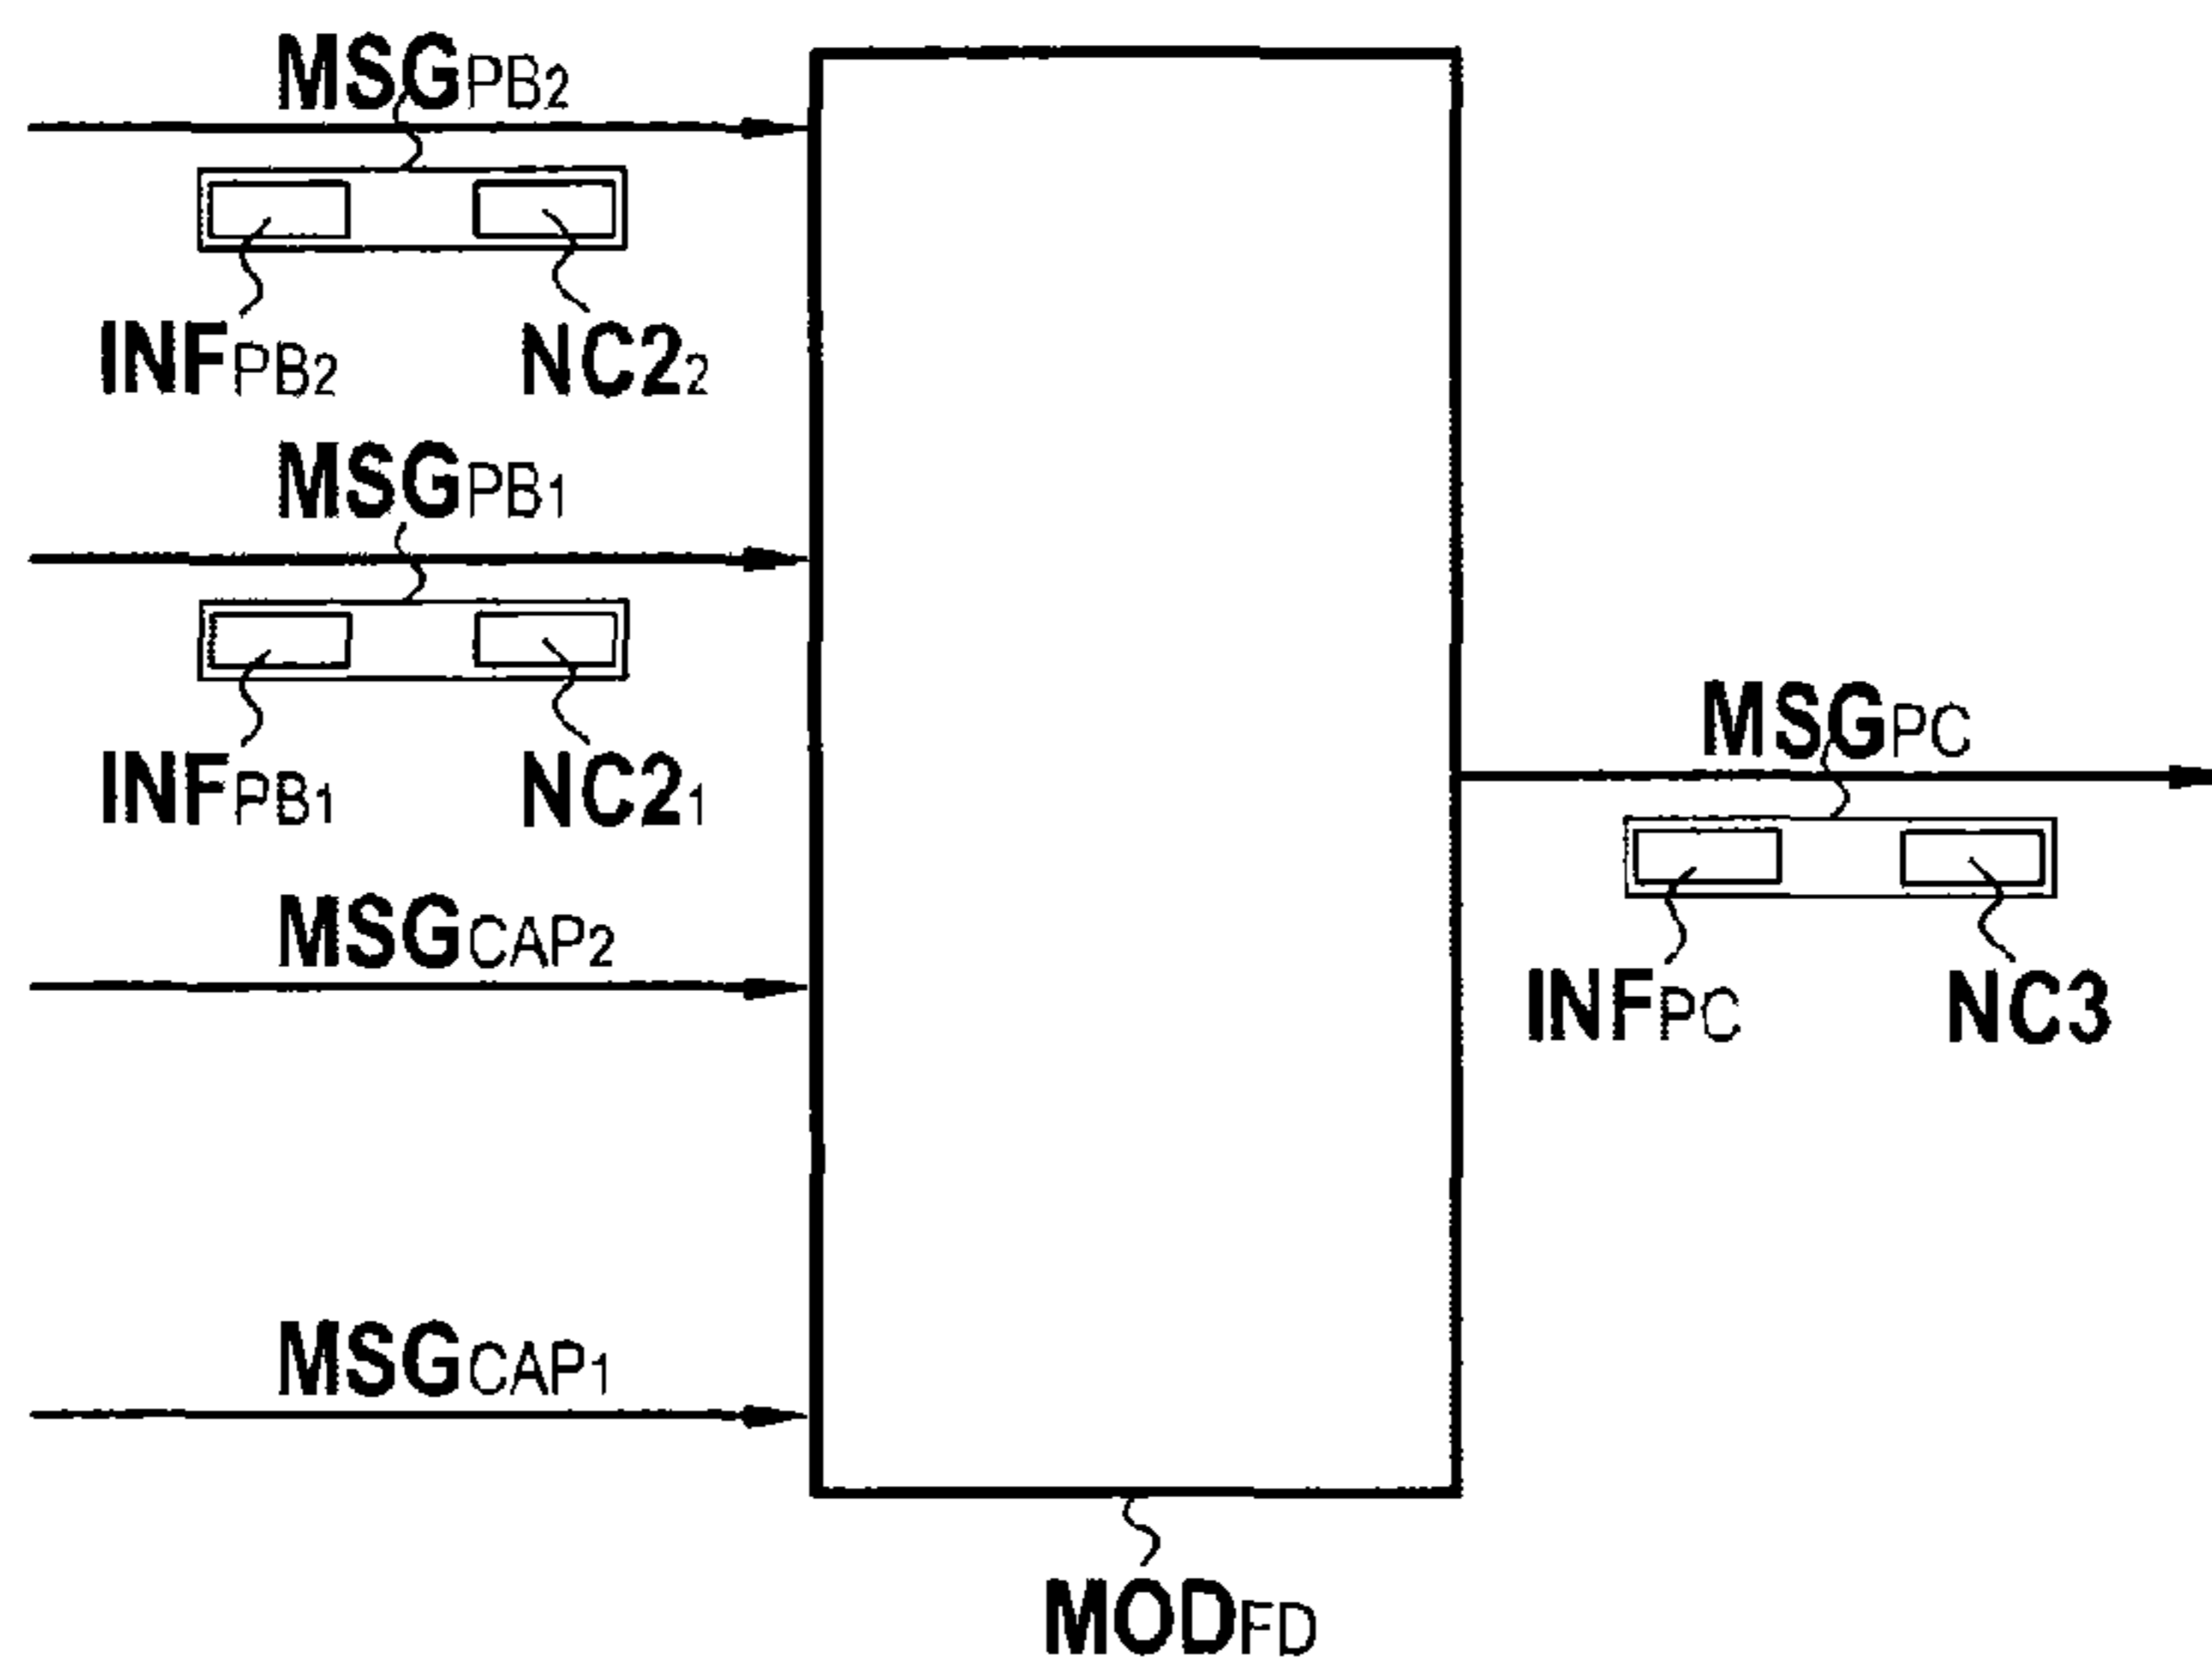 MSGPB2
INFPB2 NC22
MSGPB1
INFPB1 NC21
MSGPC
MSGCAP2
INFPC NC3
MSGCAP1
MODFD